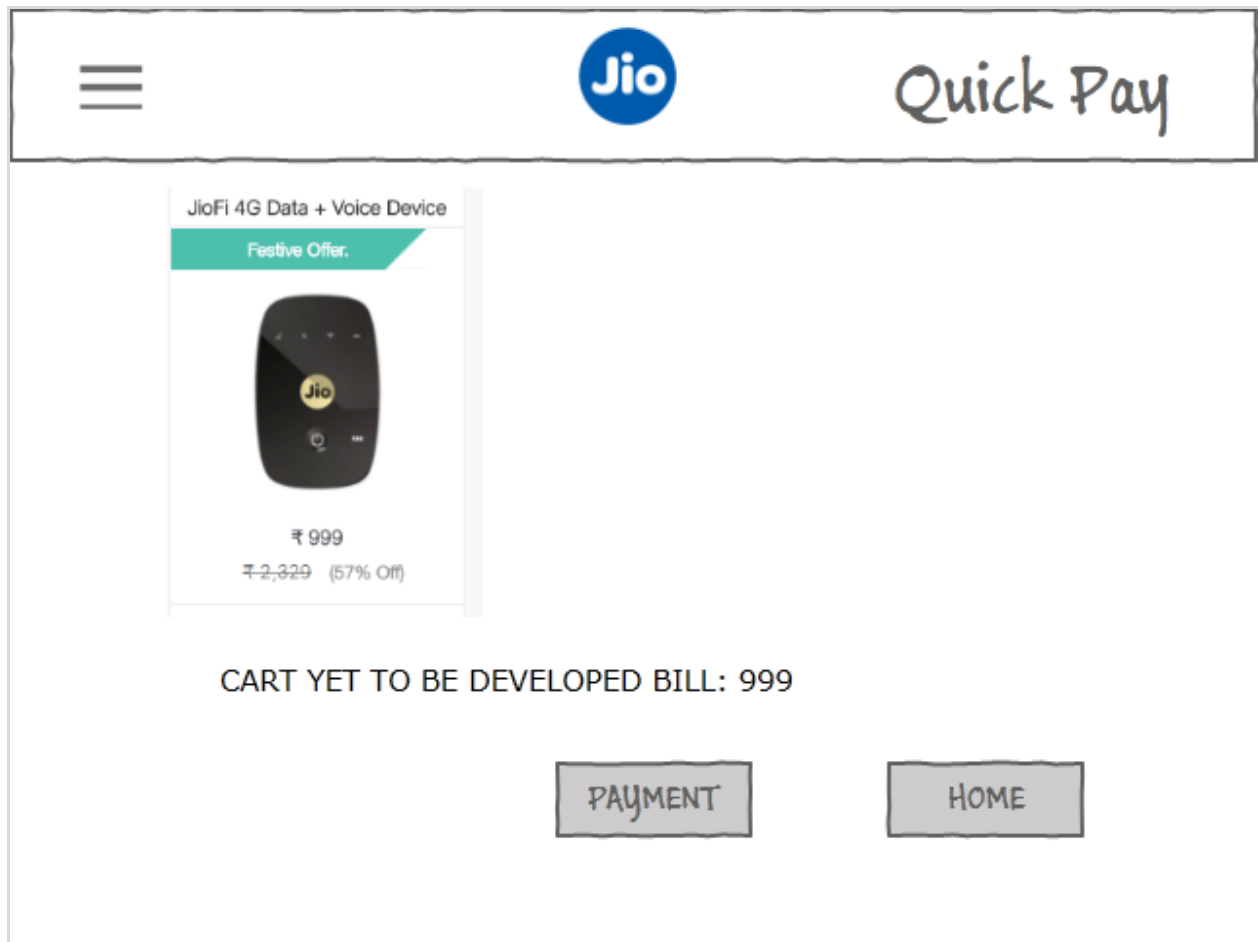 Jio
Quick Pay
JioFi 4G Data + Voice Device
Festive Offer.
Jio
₹ 999
₹ 2,329 (57% Off)
CART YET TO BE DEVELOPED BILL: 999
PAYMENT
HOME